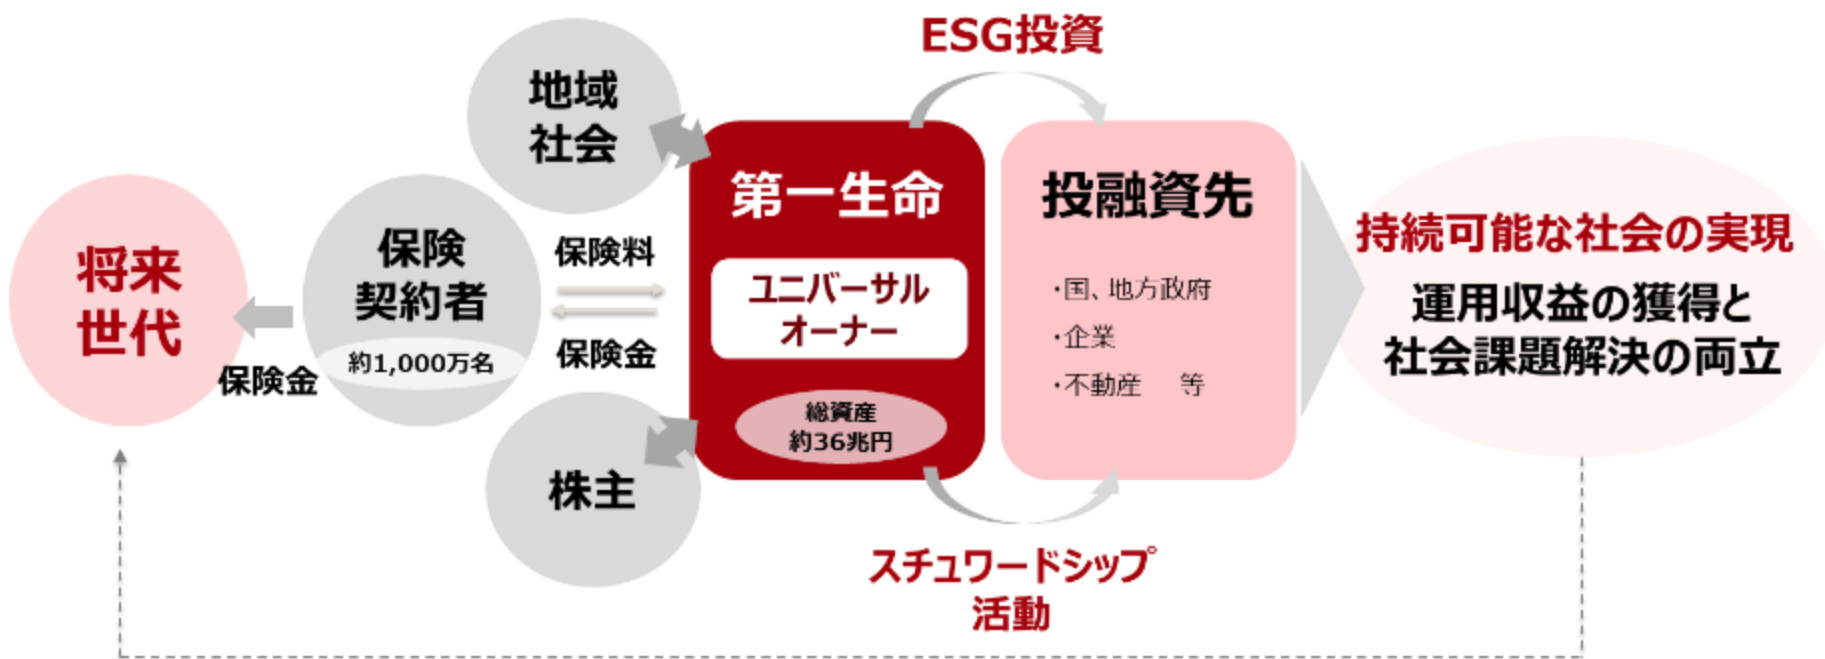 ESG投資
地域
社会
第一生命
投融資先
将来
世代
保険
契約者
約1,000万名
保険料
保険金
保険金
ユニバーサル
オーナー
総資産
約36兆円
・国、地方政府
・企業
・不動産　等
持続可能な社会の実現
運用収益の獲得と
社会課題解決の両立
株主
スチュワードシップ
活動